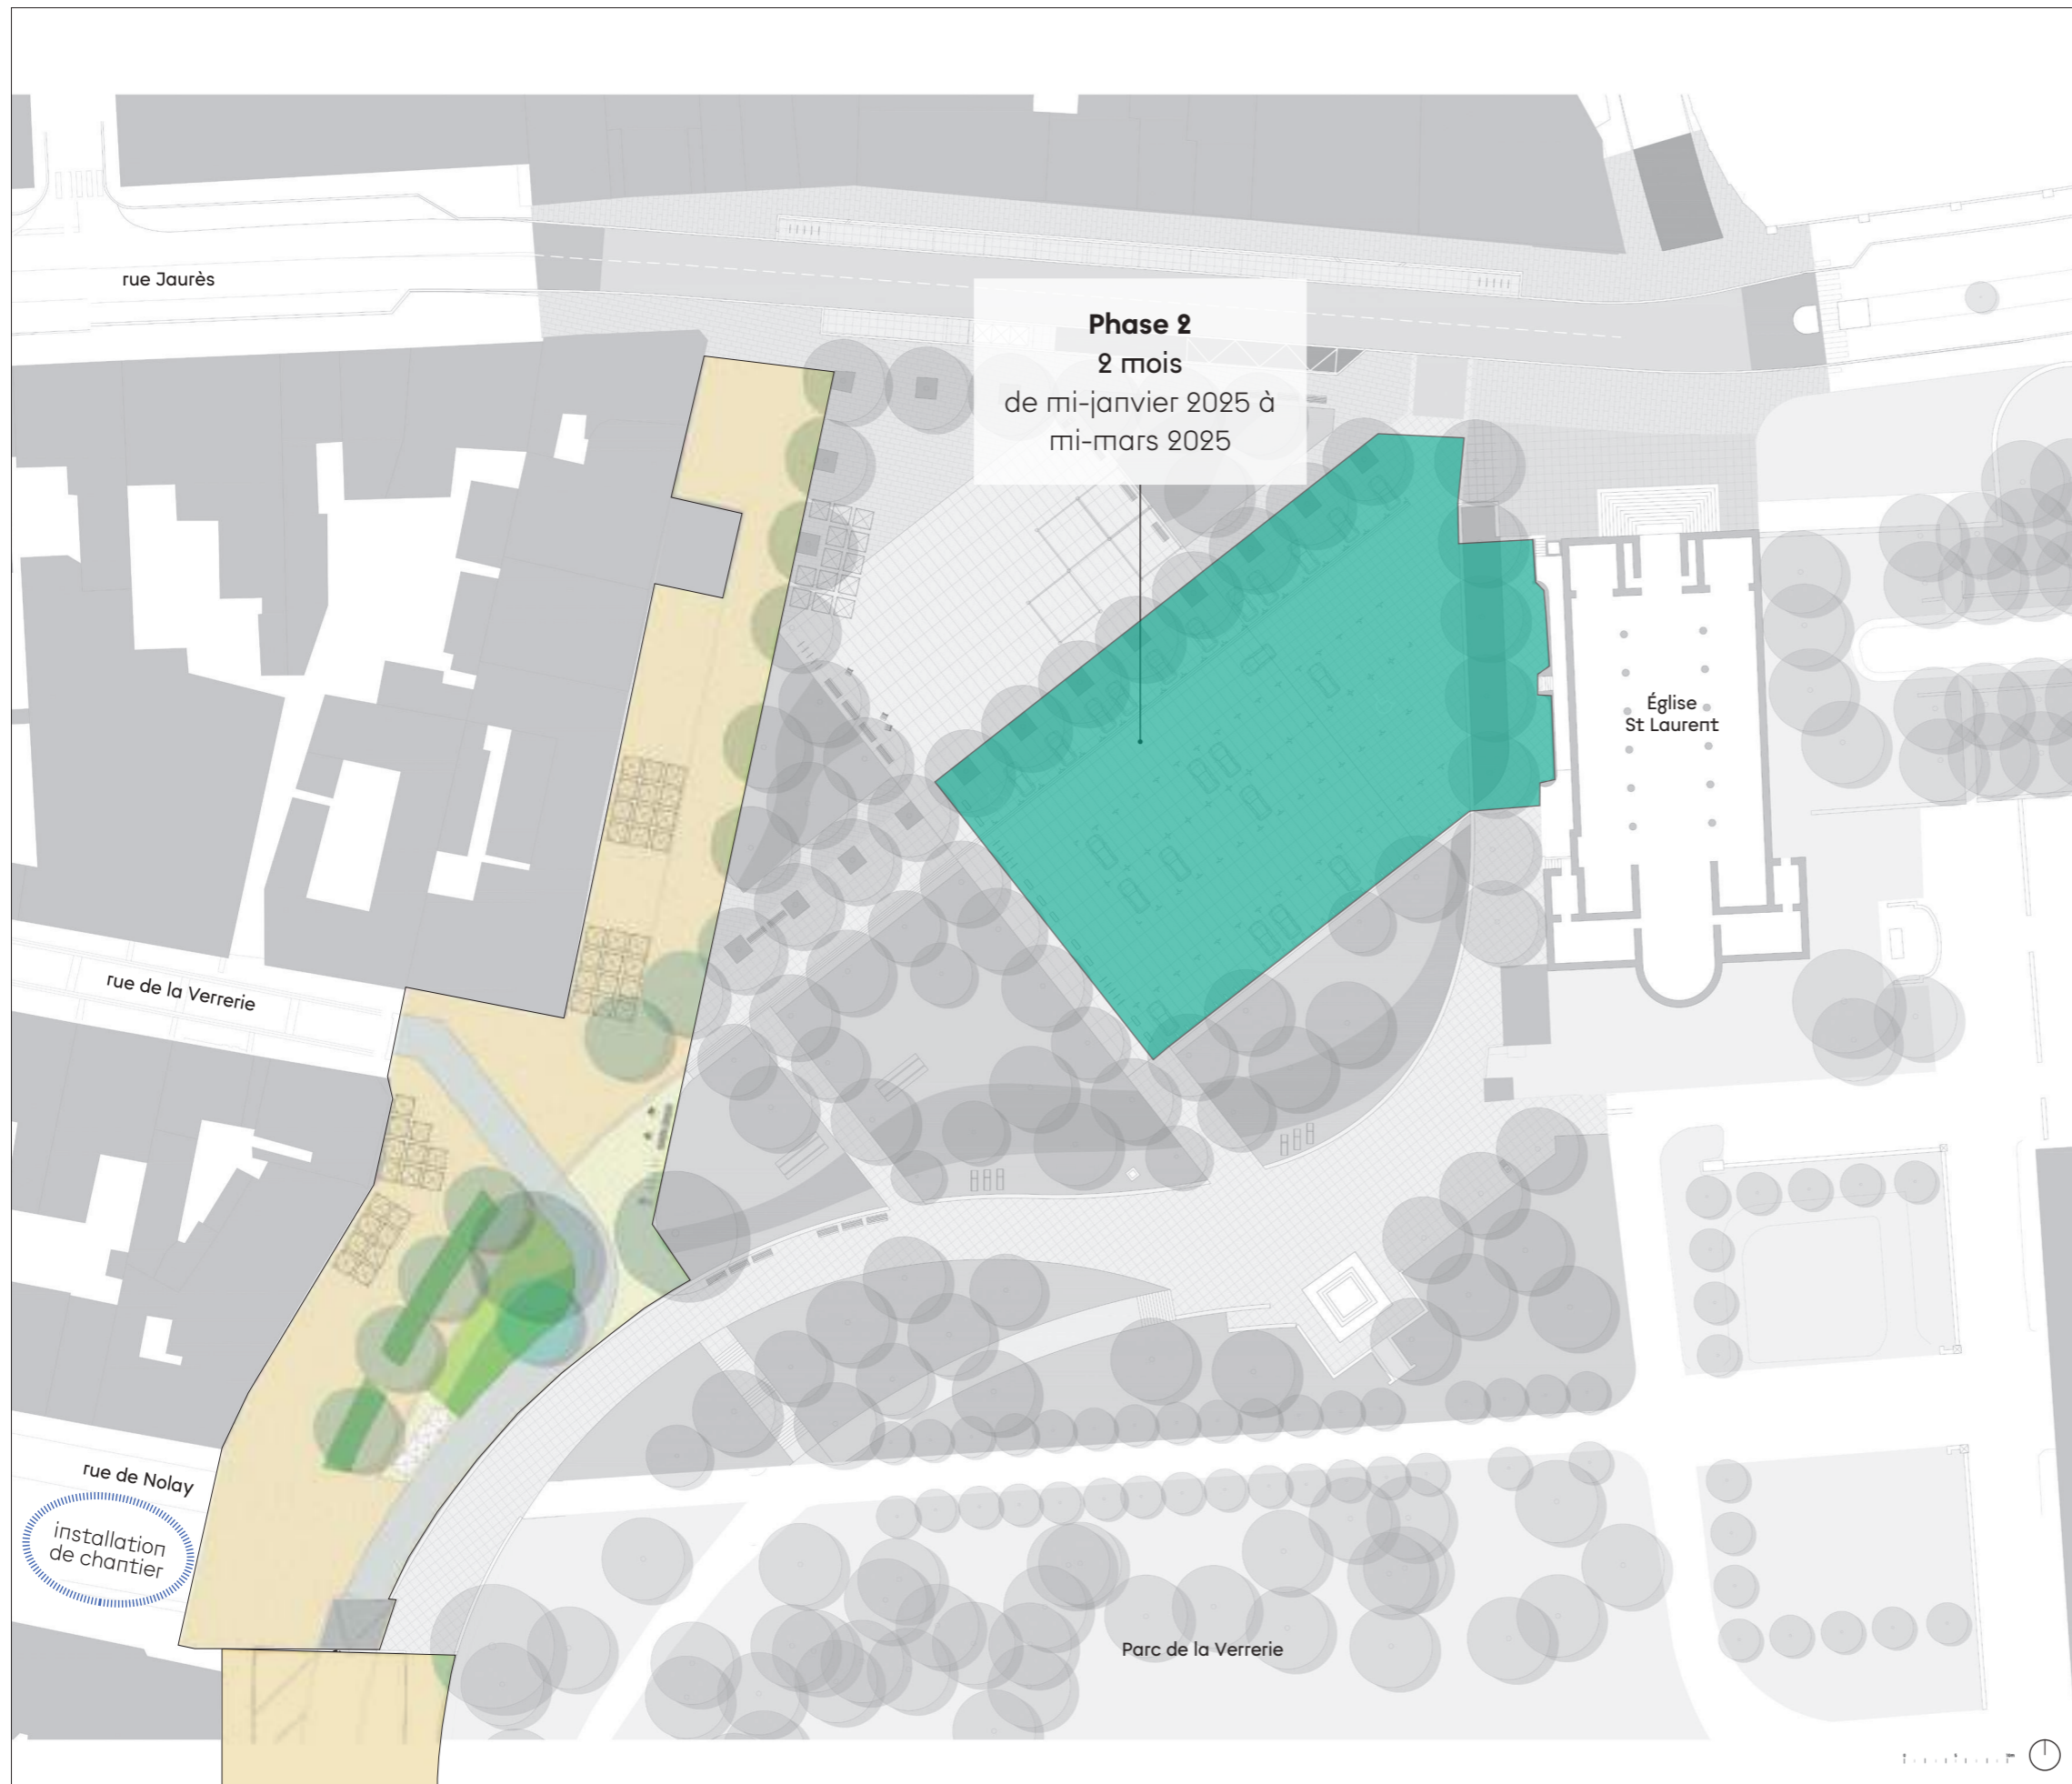 rue Jaurès
Phase 2
2 mois
de mi-janvier 2025 à
mi-mars 2025
Église
St Laurent
rue de la Verrerie
rue de Nolay
installation
de chantier
Parc de la Verrerie